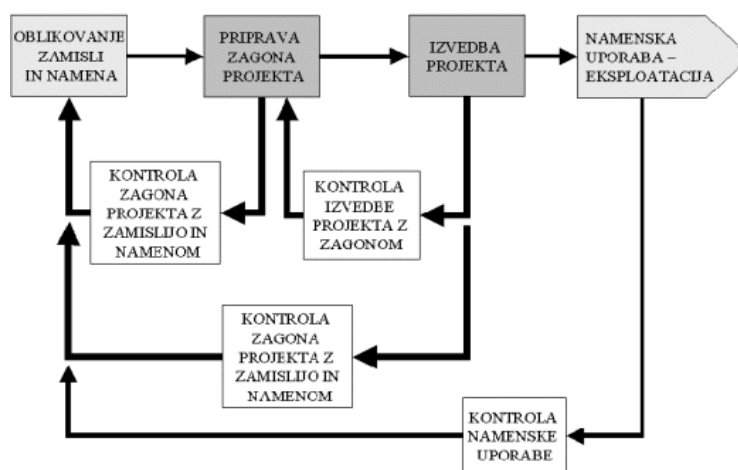 OBLIKOVANJE
ZAMISLI
IN NAMENA
PRIPRAVA
ZAGONA
PROJEKTA
IZVEDBA
PROJEKTA
NAMENSKA
UPORABA –
EKSPLOATACIJA
KONTROLA
ZAGONA
PROJEKTA Z
ZAMISLIJO IN
NAMENOM
KONTROLA
IZVEDBE
PROJEKTA Z
ZAGONOM
KONTROLA
ZAGONA
PROJEKTA Z
ZAMISLIJO IN
NAMENOM
KONTROLA
NAMENSKE
UPORABE